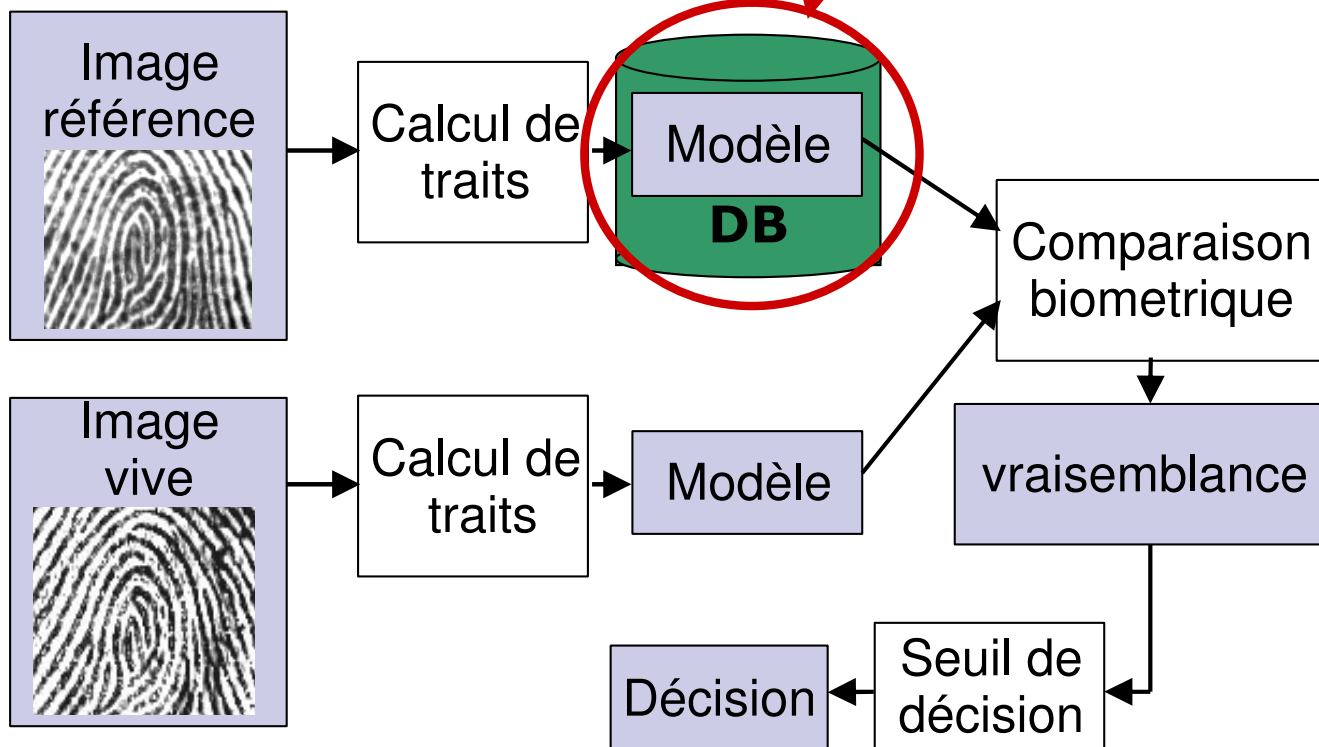 Image
référence
Calcul de
traits
Modèle
DB
Comparaison
biometrique
Image
vive
Calcul de
traits
Modèle
vraisemblance
Seuil de
décision
Décision